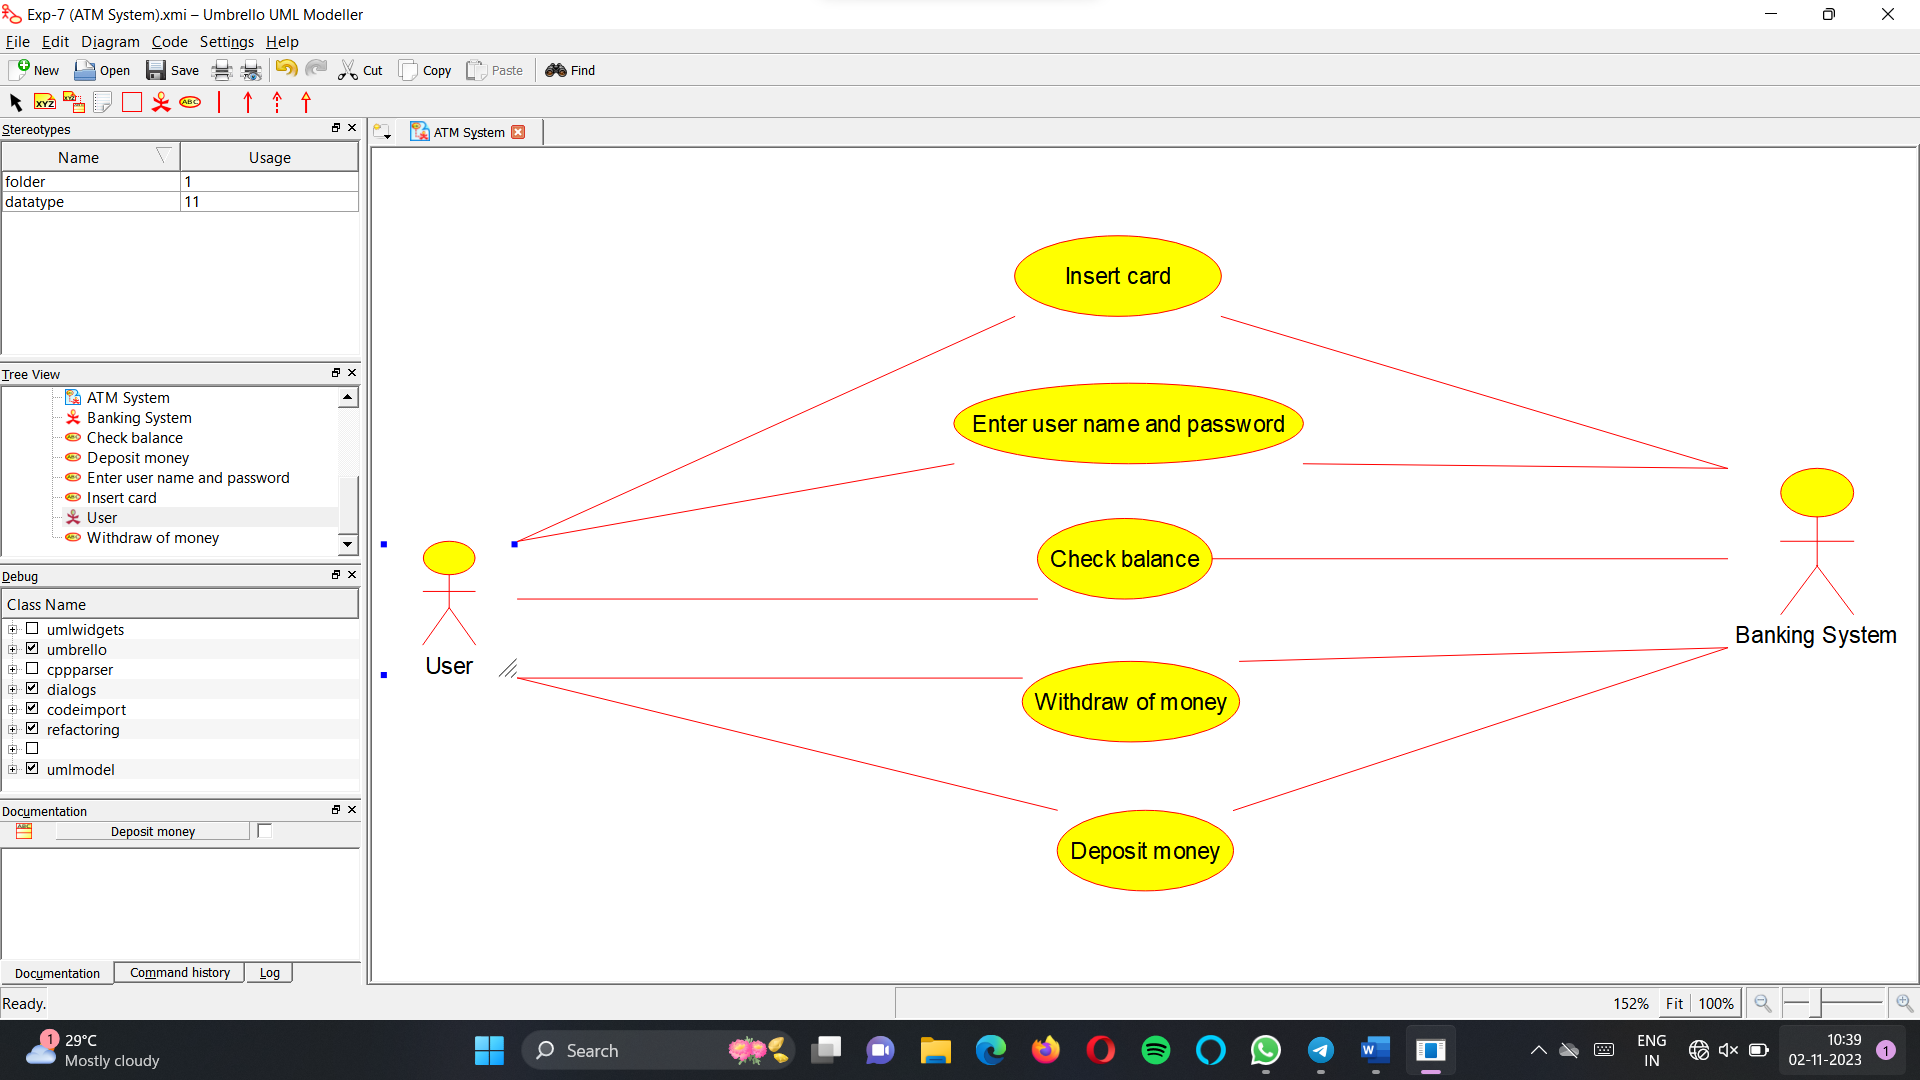 Exp-7 (ATM System).xmi – Umbrello UML Modeller
File Edit Diagram Code Settings Help
New Open Save Cut Copy Paste Find
XYZ XYZ ABC
Stereotypes
ATM System
Name Usage
folder 1
datatype 11
Tree View
ATM System
Banking System
Check balance
Deposit money
Enter user name and password
Insert card
User
Withdraw of money
Debug
Class Name
umlwidgets
umbrello
cppparser
dialogs
codeimport
refactoring
umlmodel
Documentation
Deposit money
Documentation Command history Log
Insert card
Enter user name and password
Check balance
User
Banking System
Withdraw of money
Deposit money
Ready.
152% Fit 100%
1 29°C
Mostly cloudy
Search
ENG
IN
10:39
02-11-2023
1